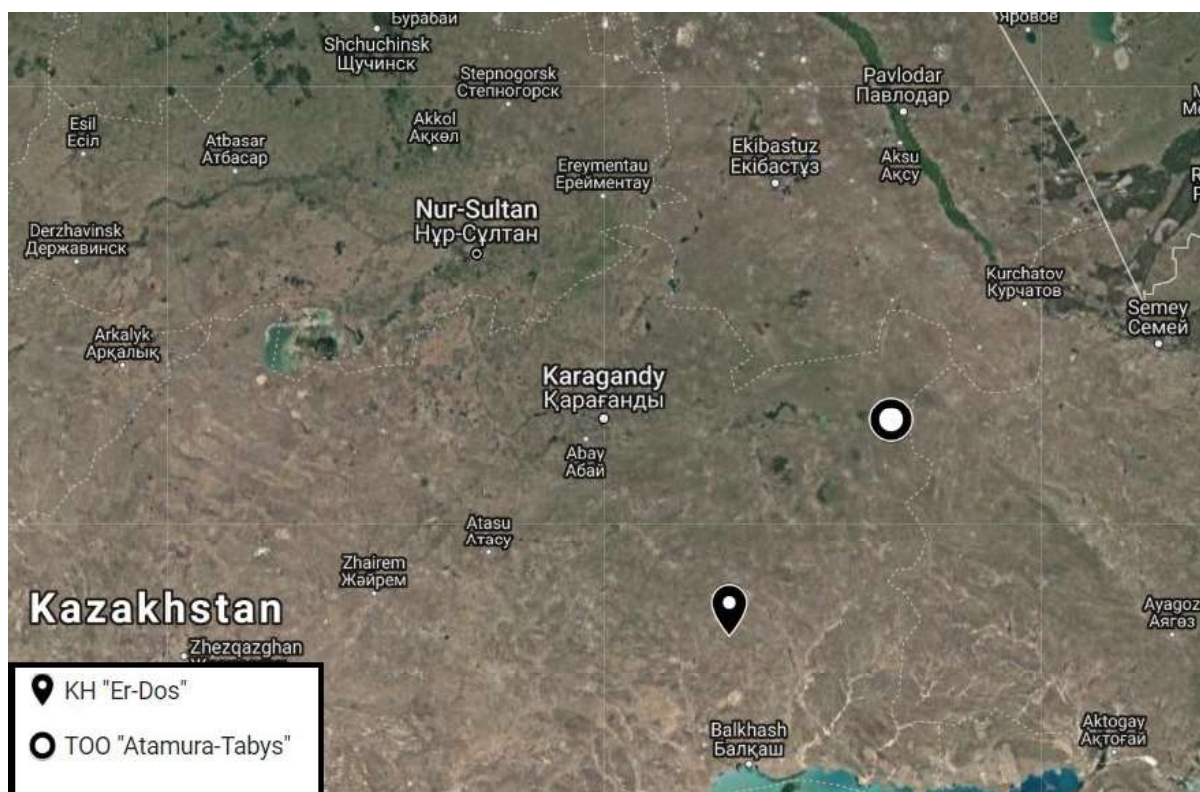 Бурабай
Shchuchinsk
Щучинск
Яровое
Stepnogorsk
Степногорск
Pavlodar
Павлодар
Esil
Есіл
Atbasar
Атбасар
Akkol
Ақкөл
Ekibastuz
Екібастұз
Aksu
Ақсу
Ereymentau
Ерейментау
Nur-Sultan
Нұр-Сұлтан
Derzhavinsk
Державинск
Kurchatov
Курчатов
Semey
Семей
Arkalyk
Арқалық
Karagandy
Қарағанды
Abay
Абай
Atasu
Атасу
Zhairem
Жәйрем
Kazakhstan
Ayagoz
Аягөз
Zhezqazghan
KH "Er-Dos"
TOO "Atamura-Tabys"
Balkhash
Балқаш
Aktogay
Ақтоғай